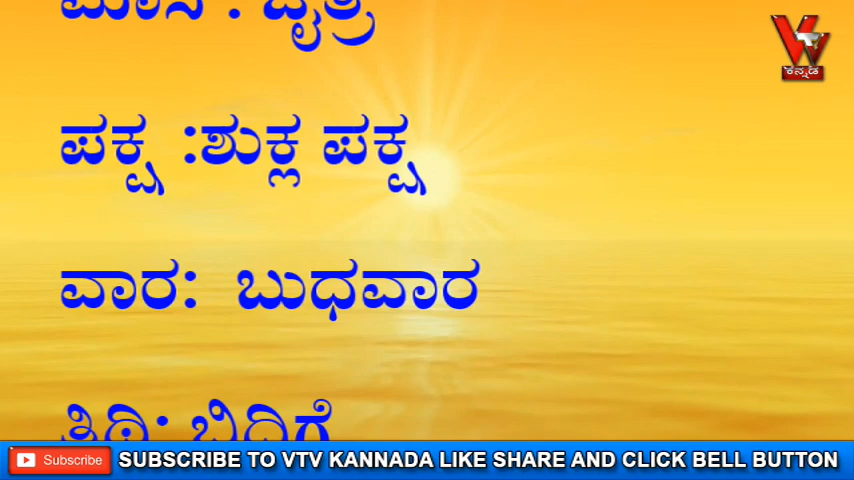 ಮಾಸ : ಚೈತ್ರ
ಕನ್ನಡ
ಪಕ್ಷ :ಶುಕ್ಲ ಪಕ್ಷ
ವಾರ: ಬುಧವಾರ
ತಿಥಿ: ಬಿದಿಗೆ
Subscribe SUBSCRIBE TO VTV KANNADA LIKE SHARE AND CLICK BELL BUTTON